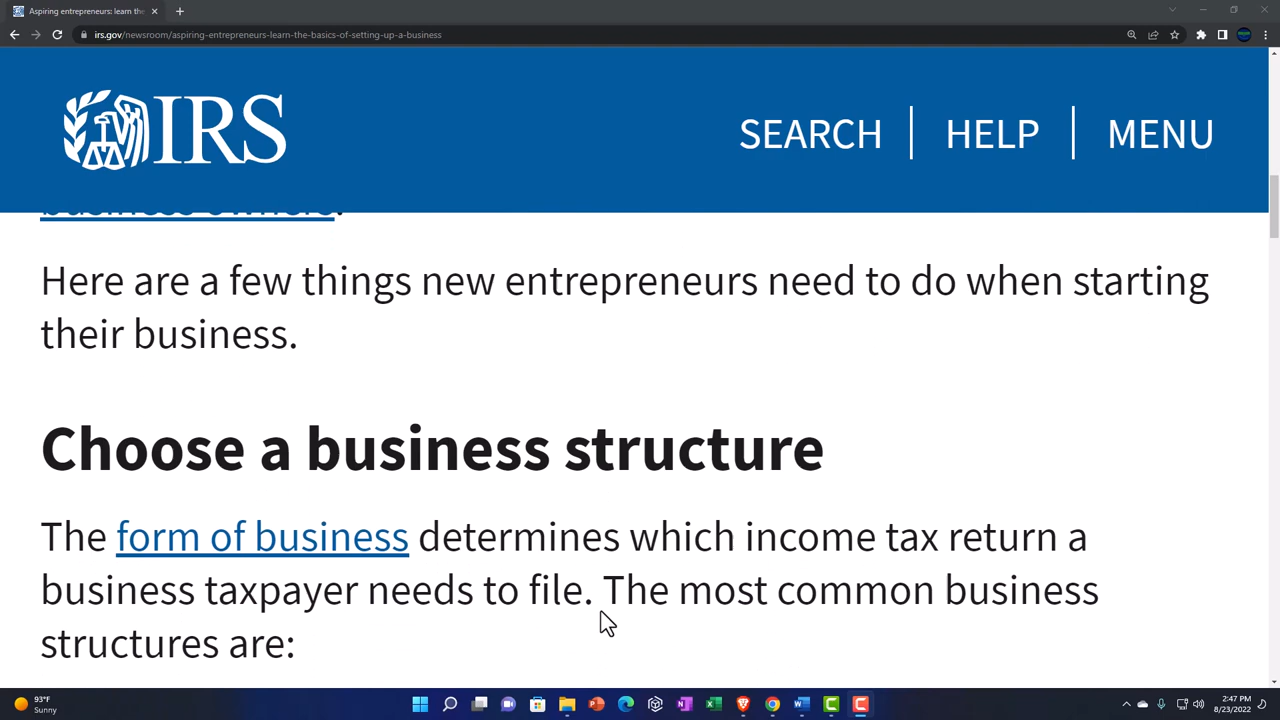 Aspiring entrepreneurs: learn the
irs.gov/newsroom/aspiring-entrepreneurs-learn-the-basics-of-setting-up-a-business
IRS
SEARCH
HELP
MENU
business owners.
Here are a few things new entrepreneurs need to do when starting
their business.
Choose a business structure
The form of business determines which income tax return a
business taxpayer needs to file. The most common business
structures are:
93°F
Sunny
2:47 PM
8/23/2022